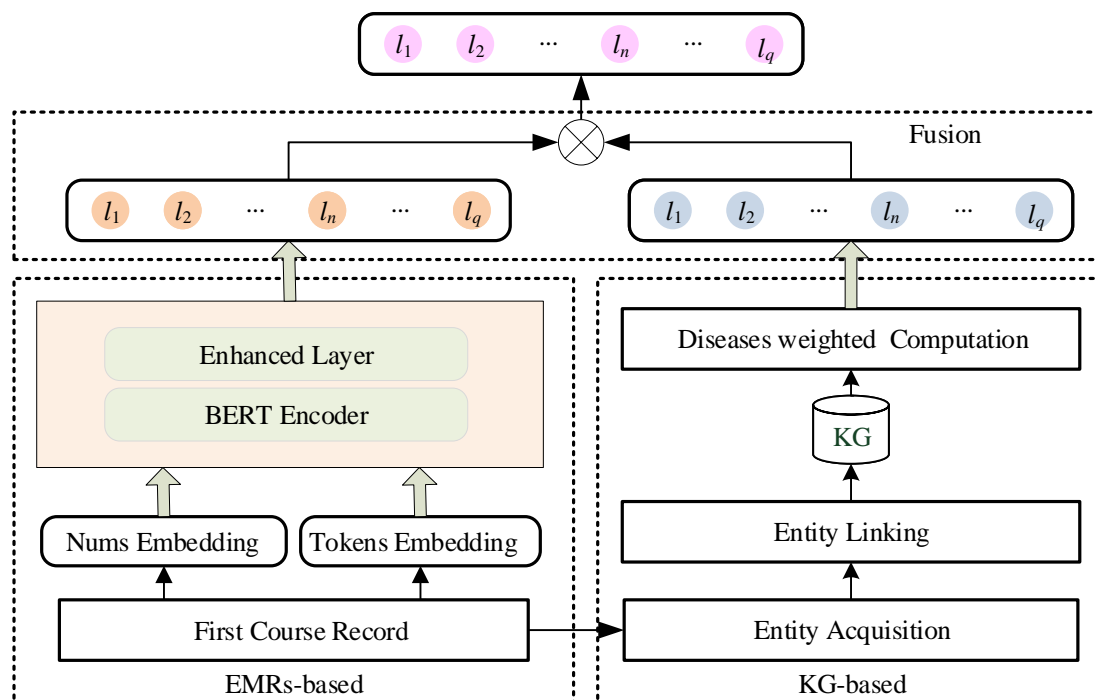 l1 l2 ... ln ... lq
Fusion
l1 l2 ... ln ... lq
l1 l2 ... ln ... lq
Enhanced Layer
BERT Encoder
Nums Embedding
Tokens Embedding
First Course Record
EMRs-based
Diseases weighted Computation
KG
Entity Linking
Entity Acquisition
KG-based